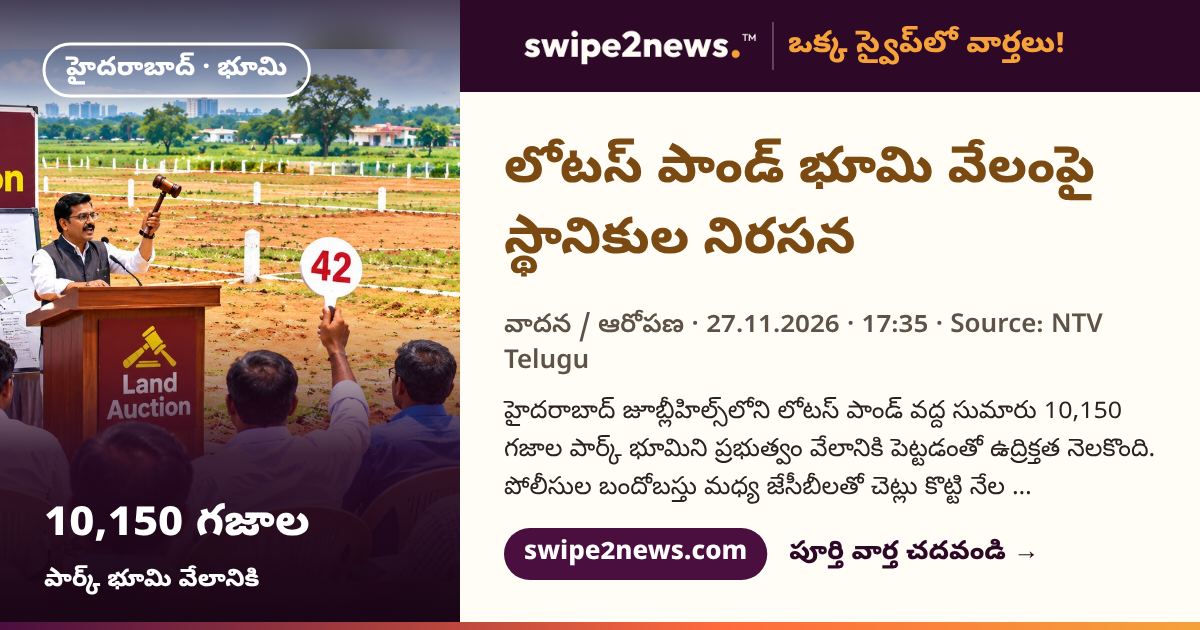 హైదరాబాద్ · భూమి
on
42
Land
Auction
10,150 గజాల
పార్క్ భూమి వేలానికి
swipe2news.™ ఒక్క స్వైప్‌లో వార్తలు!
లోటస్ పాండ్ భూమి వేలంపై
స్థానికుల నిరసన
వాదన / ఆరోపణ · 27.11.2026 · 17:35 · Source: NTV
Telugu
హైదరాబాద్ జూబ్లీహిల్స్‌లోని లోటస్ పాండ్ వద్ద సుమారు 10,150
గజాల పార్క్ భూమిని ప్రభుత్వం వేలానికి పెట్టడంతో ఉద్రిక్తత నెలకొంది.
పోలీసుల బందోబస్తు మధ్య జేసీబీలతో చెట్లు కొట్టి నేల ...
swipe2news.com పూర్తి వార్త చదవండి →